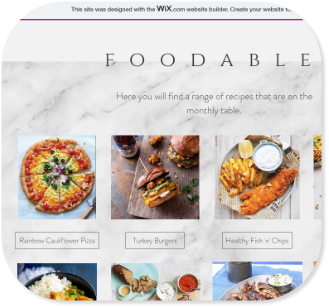 This site was designed with the WiX.com website builder. Create your website
FOODABLE
Here you will find a range of recipes that are on the
monthly table.
Rainbow Cauliflower Pizza
Turkey Burgers
Healthy Fish 'n' Chips